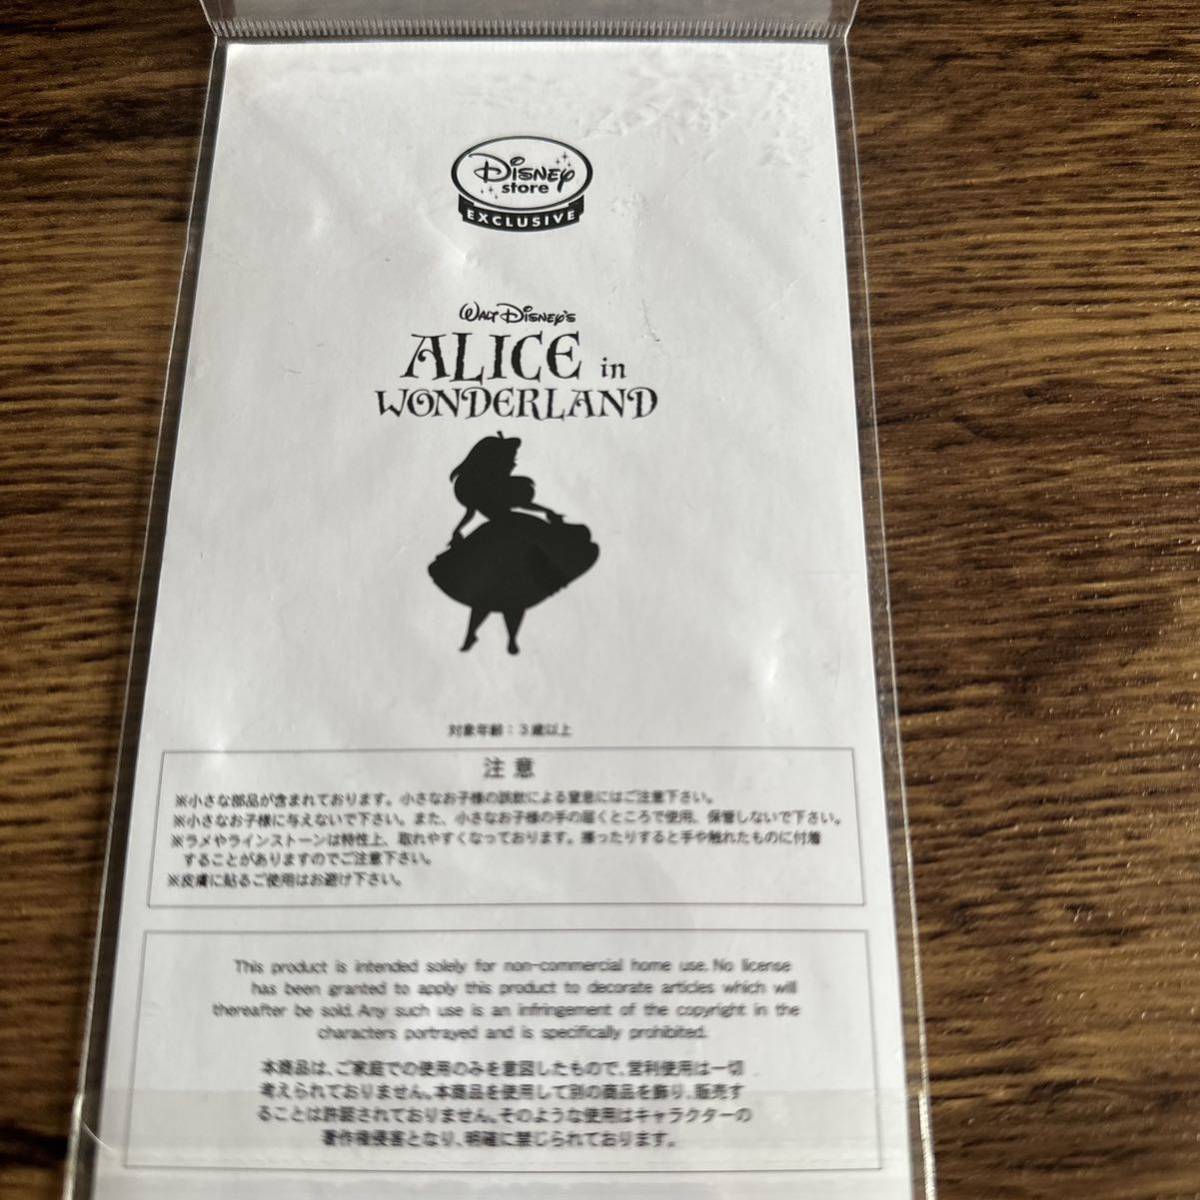 Disney
store
EXCLUSIVE
Walt Disney's
ALICE in
WONDERLAND
対象年齢：3歳以上
注意
※小さな部品が含まれております。小さなお子様の誤飲による窒息にはご注意下さい。
※小さなお子様に与えないで下さい。また、小さなお子様の手の届くところで使用、保管しないで下さい。
※ラメやラインストーンは特性上、取れやすくなっております。擦ったりすると手や触れたものに付着
することがありますのでご注意下さい。
※皮膚に貼るご使用はお避け下さい。
This product is intended solely for non-commercial home use. No license
has been granted to apply this product to decorate articles which will
thereafter be sold. Any such use is an infringement of the copyright in the
characters portrayed and is specifically prohibited.
本商品は、ご家庭での使用のみを意図したもので、営利使用は一切
考えられておりません。本商品を使用して別の商品を飾り、販売す
ることは許諾されておりません。そのような使用はキャラクターの
著作権侵害となり、明確に禁じられております。